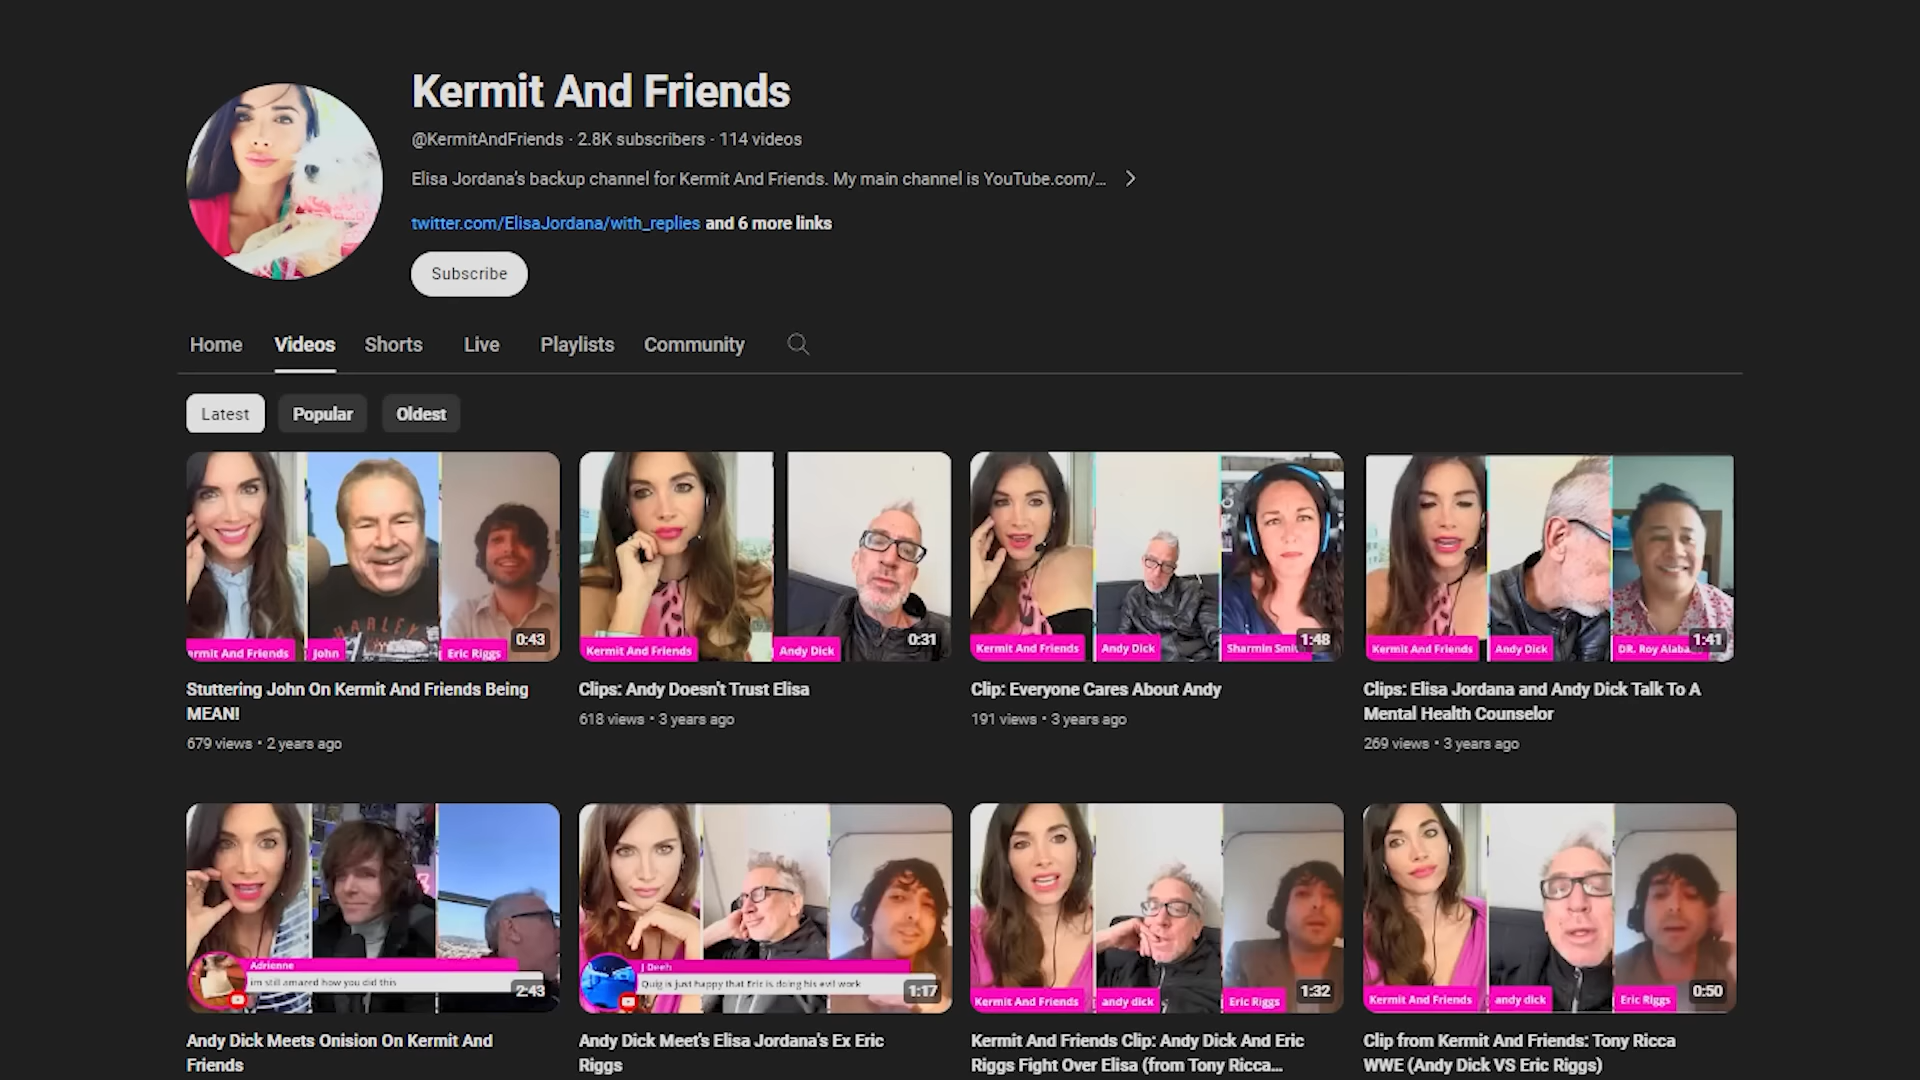 Kermit And Friends
@KermitAndFriends · 2.8K subscribers · 114 videos
Elisa Jordana's backup channel for Kermit And Friends. My main channel is YouTube.com/...
twitter.com/ElisaJordana/with_replies and 6 more links
Subscribe
Home Videos Shorts Live Playlists Community
Latest Popular Oldest
HARLEY
ermit And Friends John Eric Riggs 0:43
Kermit And Friends Andy Dick 0:31
Kermit And Friends Andy Dick Sharmin 1:48
Kermit And Friends Andy Dick DR. Roy 1:41
Stuttering John On Kermit And Friends Being
MEAN!
679 views • 2 years ago
Clips: Andy Doesn't Trust Elisa
618 views • 3 years ago
Clip: Everyone Cares About Andy
191 views • 3 years ago
Clips: Elisa Jordana and Andy Dick Talk To A
Mental Health Counselor
269 views • 3 years ago
Adrienne
im still amazed how you did this
2:43
J Deeh
Quig is just happy that Eric is doing his evil work
1:17
Kermit And Friends andy dick Eric Riggs 1:32
Kermit And Friends andy dick Eric Riggs 0:50
Andy Dick Meets Onision On Kermit And
Friends
Andy Dick Meet's Elisa Jordana's Ex Eric
Riggs
Kermit And Friends Clip: Andy Dick And Eric
Riggs Fight Over Elisa (from Tony Ricca...
Clip from Kermit And Friends: Tony Ricca
WWE (Andy Dick VS Eric Riggs)